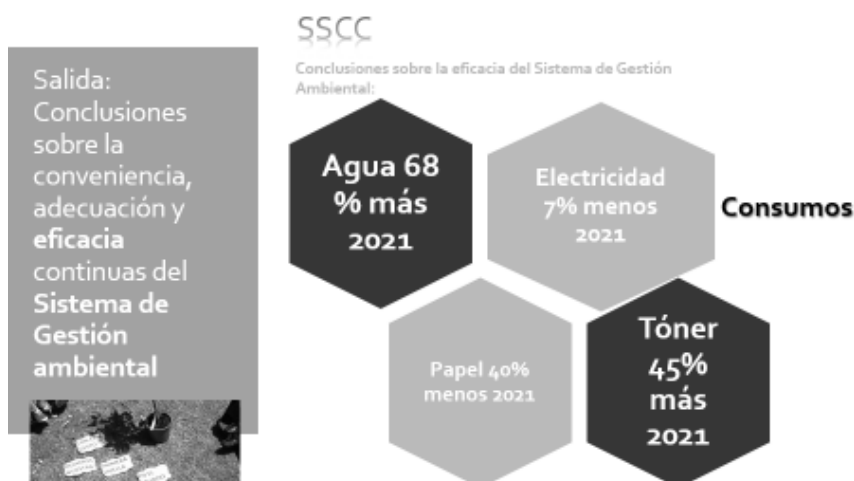 SSCC
Conclusiones sobre la eficacia del Sistema de Gestión
Ambiental:
Salida:
Conclusiones
sobre la
conveniencia,
adecuación y
eficacia
continuas del
Sistema de
Gestión
ambiental
Agua 68
% más
2021
Electricidad
7% menos
2021
Consumos
Papel 40%
menos 2021
Tóner
45%
más
2021